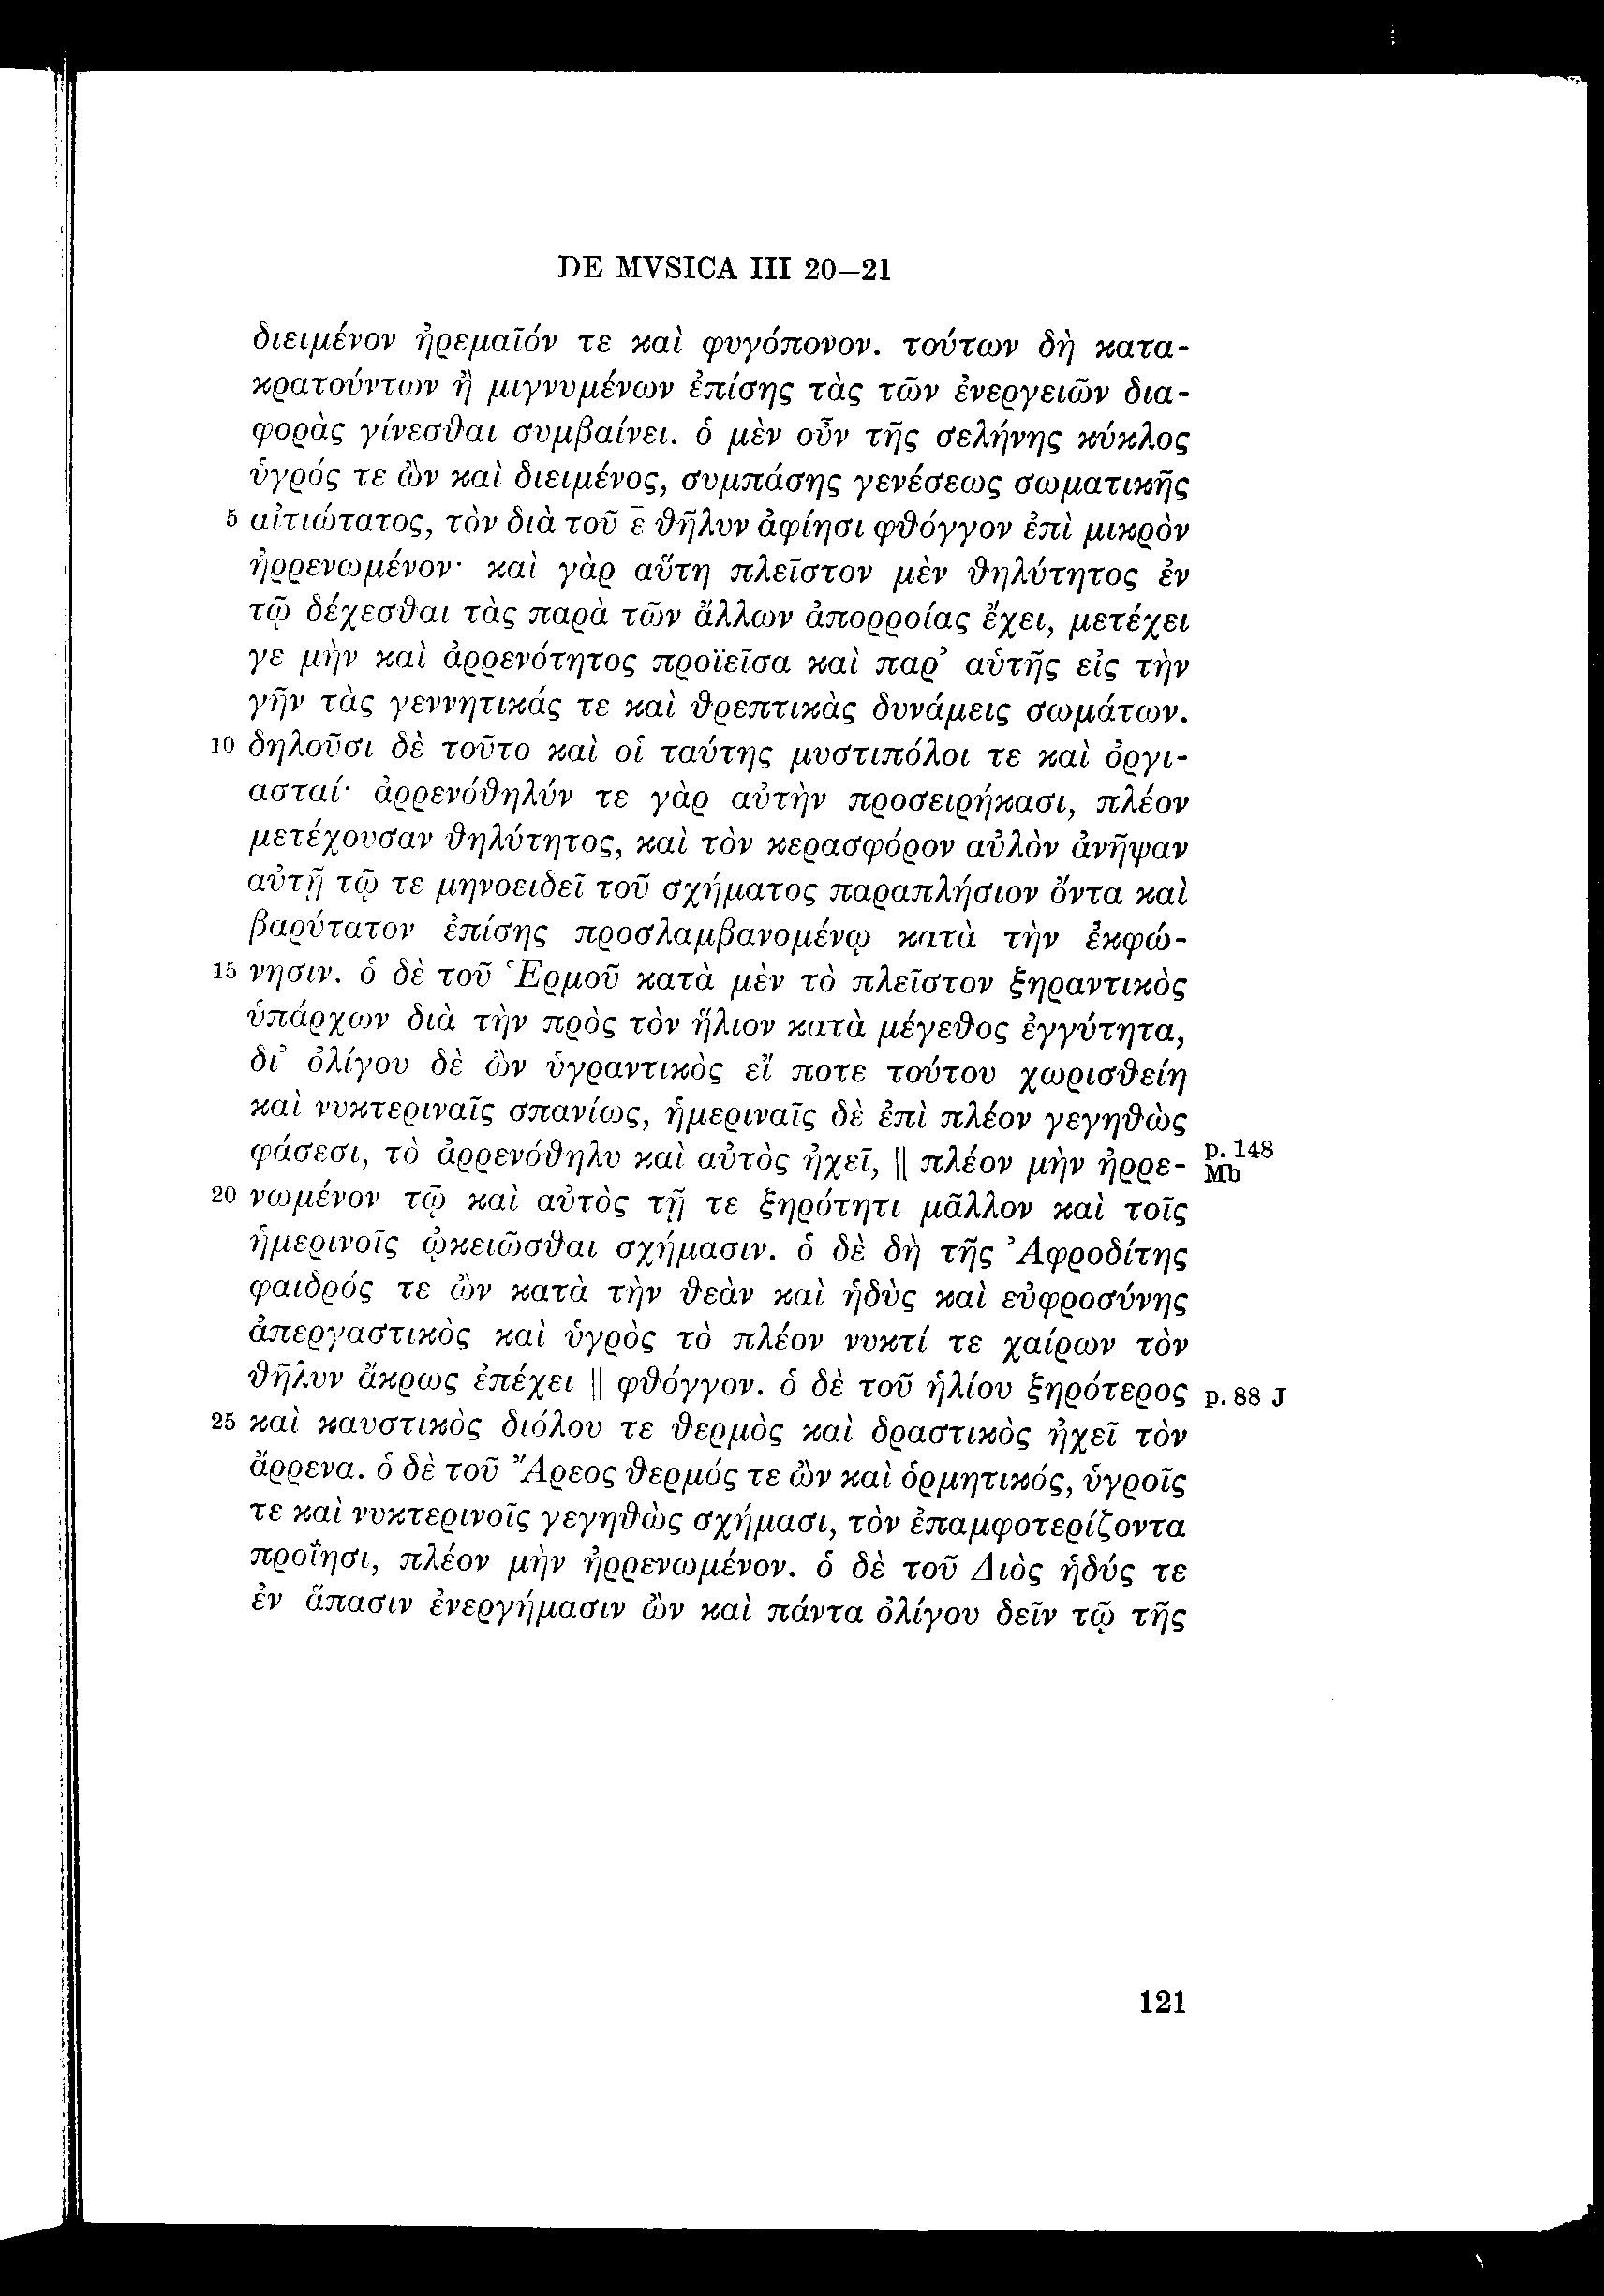 DE MVSICA III 20–21
διειμένον ἠρεμαῖόν τε καὶ φυγόπονον. τούτων δὴ κατα-
κρατούντων ἢ μιγνυμένων ἐπίσης τὰς τῶν ἐνεργειῶν δια-
φορὰς γίνεσθαι συμβαίνει. ὁ μὲν οὖν τῆς σελήνης κύκλος
ὑγρός τε ὢν καὶ διειμένος, συμπάσης γενέσεως σωματικῆς
5 αἰτιώτατος, τὸν διὰ τοῦ ε̄ θῆλυν ἀφίησι φθόγγον ἐπὶ μικρὸν
ἠρρενωμένον· καὶ γὰρ αὕτη πλεῖστον μὲν θηλύτητος ἐν
τῷ δέχεσθαι τὰς παρὰ τῶν ἄλλων ἀπορροίας ἔχει, μετέχει
γε μὴν καὶ ἀρρενότητος προϊεῖσα καὶ παρ’ αὑτῆς εἰς τὴν
γῆν τὰς γεννητικάς τε καὶ θρεπτικὰς δυνάμεις σωμάτων.
10 δηλοῦσι δὲ τοῦτο καὶ οἱ ταύτης μυστιπόλοι τε καὶ ὀργι-
ασταί· ἀρρενόθηλύν τε γὰρ αὐτὴν προσειρήκασι, πλέον
μετέχουσαν θηλύτητος, καὶ τὸν κερασφόρον αὐλὸν ἀνῆψαν
αὐτῇ τῷ τε μηνοειδεῖ τοῦ σχήματος παραπλήσιον ὄντα καὶ
βαρύτατον ἐπίσης προσλαμβανομένῳ κατὰ τὴν ἐκφώ-
15 νησιν. ὁ δὲ τοῦ Ἑρμοῦ κατὰ μὲν τὸ πλεῖστον ξηραντικὸς
ὑπάρχων διὰ τὴν πρὸς τὸν ἥλιον κατὰ μέγεθος ἐγγύτητα,
δι’ ὀλίγου δὲ ὢν ὑγραντικὸς εἴ ποτε τούτου χωρισθείη
καὶ νυκτεριναῖς σπανίως, ἡμεριναῖς δὲ ἐπὶ πλέον γεγηθὼς
φάσεσι, τὸ ἀρρενόθηλυ καὶ αὐτὸς ἠχεῖ, || πλέον μὴν ἠρρε- p. 148 Mb
20 νωμένον τῷ καὶ αὐτὸς τῇ τε ξηρότητι μᾶλλον καὶ τοῖς
ἡμερινοῖς ᾠκειῶσθαι σχήμασιν. ὁ δὲ δὴ τῆς Ἀφροδίτης
φαιδρός τε ὢν κατὰ τὴν θεὰν καὶ ἡδὺς καὶ εὐφροσύνης
ἀπεργαστικὸς καὶ ὑγρὸς τὸ πλέον νυκτί τε χαίρων τὸν
θῆλυν ἄκρως ἐπέχει || φθόγγον. ὁ δὲ τοῦ ἡλίου ξηρότερος p. 88 J
25 καὶ καυστικὸς διόλου τε θερμὸς καὶ δραστικὸς ἠχεῖ τὸν
ἄρρενα. ὁ δὲ τοῦ Ἄρεος θερμός τε ὢν καὶ ὁρμητικός, ὑγροῖς
τε καὶ νυκτερινοῖς γεγηθὼς σχήμασι, τὸν ἐπαμφοτερίζοντα
προΐησι, πλέον μὴν ἠρρενωμένον. ὁ δὲ τοῦ Διὸς ἡδύς τε
ἐν ἅπασιν ἐνεργήμασιν ὢν καὶ πάντα ὀλίγου δεῖν τῷ τῆς
121